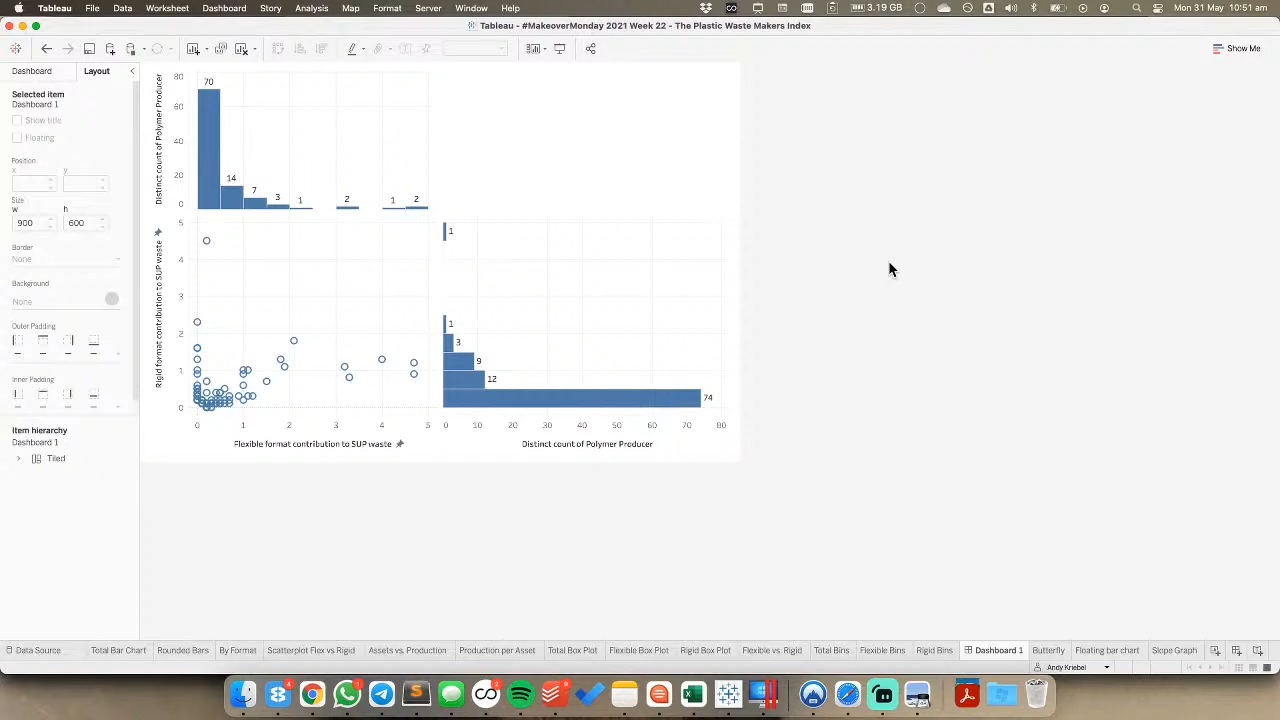 Tableau File Data Worksheet Dashboard Story Analysis Map Format Server Window Help 3.19 GB Mon 31 May 10:51 am
Tableau - #MakeoverMonday 2021 Week 22 - The Plastic Waste Makers Index
Show Me
Dashboard Layout
Selected item
Dashboard 1
Show title
Floating
Position
x y
Size
w h
900 600
Border
None
Background
None
Outer Padding
Inner Padding
Item hierarchy
Dashboard 1
Tiled
Distinct count of Polymer Producer
80
60
40
20
0
70
14
7
3
1
2
1
2
Rigid format contribution to SUP waste
5
4
3
2
1
0
0 1 2 3 4 5
Flexible format contribution to SUP waste
1
1
3
9
12
74
0 10 20 30 40 50 60 70 80
Distinct count of Polymer Producer
Data Source Total Bar Chart Rounded Bars By Format Scatterplot Flex vs Rigid Assets vs. Production Production per Asset Total Box Plot Flexible Box Plot Rigid Box Plot Flexible vs. Rigid Total Bins Flexible Bins Rigid Bins Dashboard 1 Butterfly Floating bar chart Slope Graph
Andy Kriebel